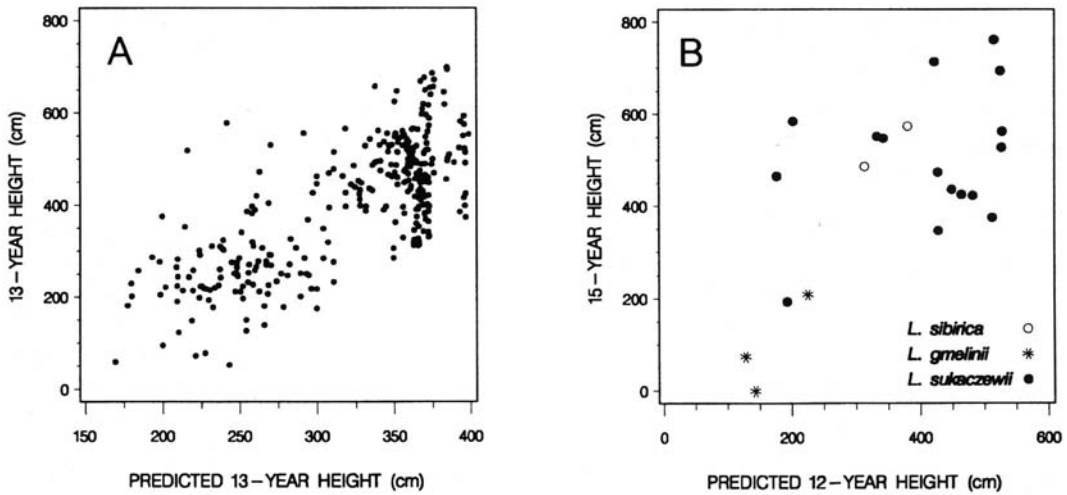 A
13-YEAR HEIGHT (cm)
800
600
400
200
0
150
200
250
300
350
400
PREDICTED 13-YEAR HEIGHT (cm)
B
15-YEAR HEIGHT (cm)
800
600
400
200
0
0
200
400
600
L. sibirica
L. gmelinii
L. sukaczewii
PREDICTED 12-YEAR HEIGHT (cm)